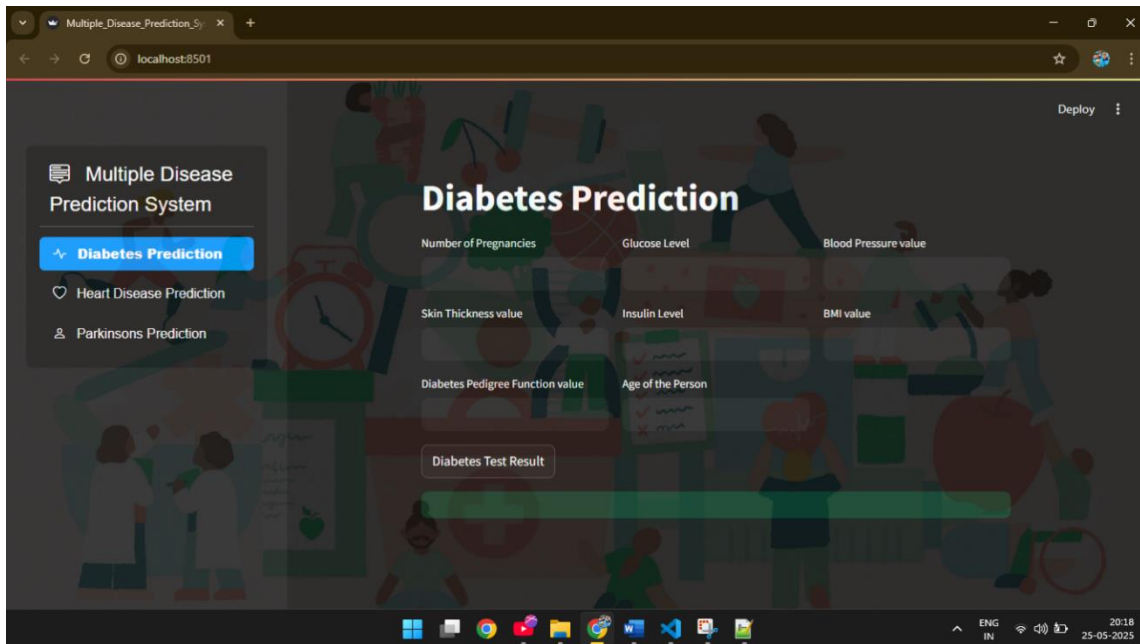 Multiple_Disease_Prediction_Sy
localhost:8501
Deploy
Multiple Disease
Prediction System
Diabetes Prediction
Heart Disease Prediction
Parkinsons Prediction
Diabetes Prediction
Number of Pregnancies Glucose Level Blood Pressure value
Skin Thickness value Insulin Level BMI value
Diabetes Pedigree Function value Age of the Person
Diabetes Test Result
ENG
IN
20:18
25-05-2025